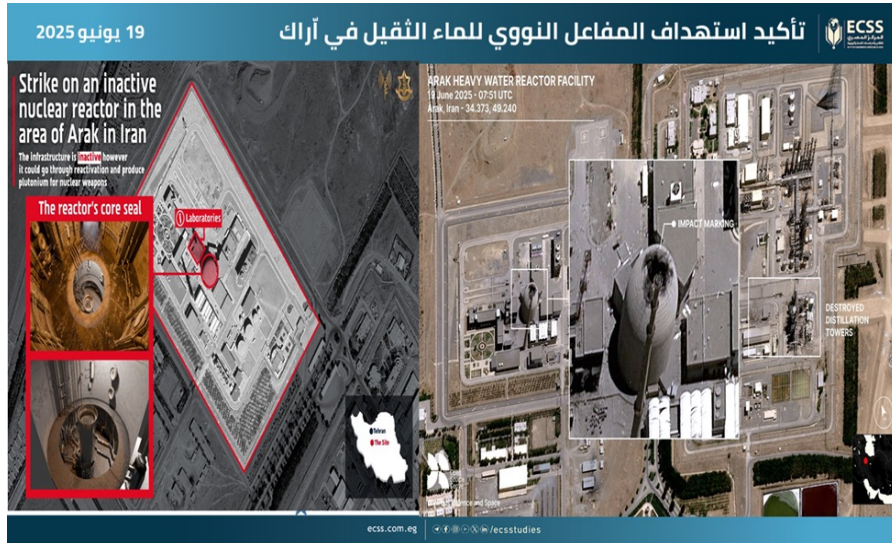 19 يونيو 2025
تأكيد استهداف المفاعل النووي للماء الثقيل في آراك
ECSS
Strike on an inactive
nuclear reactor in the
area of Arak in Iran
The infrastructure is inactive however
it could go through reactivation and produce
plutonium for nuclear weapons
The reactor's core seal
1 Laboratories
Tehran
The Site
ARAK HEAVY WATER REACTOR FACILITY
19 June 2025 - 07:51 UTC
Arak, Iran - 34.373, 49.240
IMPACT MARKING
DESTROYED
DISTILLATION
TOWERS
and Space
ecss.com.eg
/ecsstudies